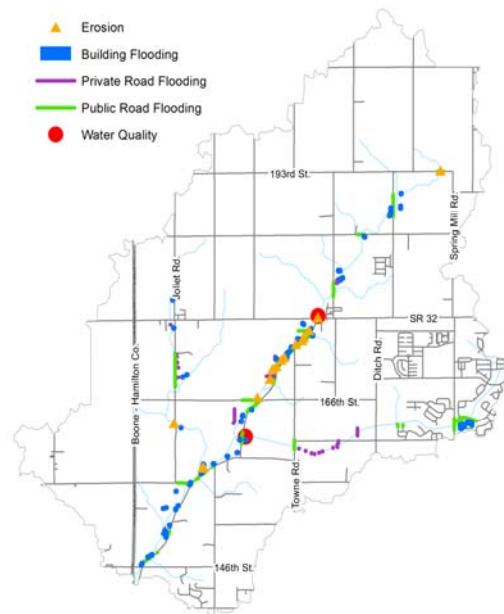 Erosion
Building Flooding
Private Road Flooding
Public Road Flooding
Water Quality
193rd St.
Spring Mill Rd.
Joliet Rd.
SR 32
Ditch Rd.
Boone - Hamilton Co.
166th St.
Towne Rd.
146th St.